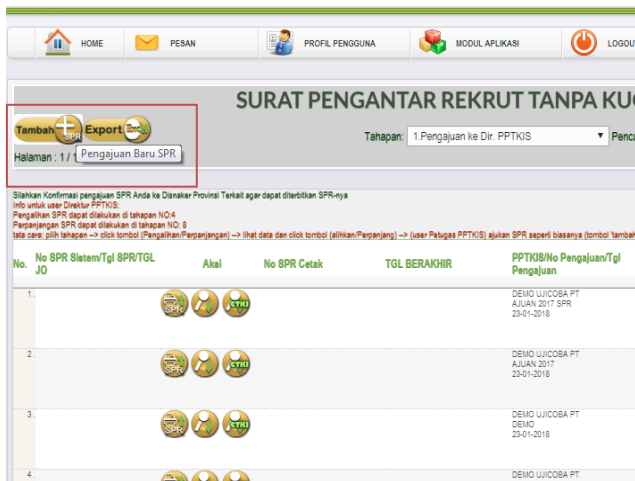 HOME PESAN PROFIL PENGGUNA MODUL APLIKASI LOGOU
SURAT PENGANTAR REKRUT TANPA KU
Tambah SPR Export
Tahapan: 1.Pengajuan ke Dir. PPTKIS Penca
Halaman : 1 / 1
Pengajuan Baru SPR
Silahkan Konfirmasi pengajuan SPR Anda ke Disnaker Provinsi Terkait agar dapat diterbitkan SPR-nya
Info untuk user Direktur PPTKIS:
Pengalihan SPR dapat dilakukan di tahapan NO:4
Perpanjangan SPR dapat dilakukan di tahapan NO: 8
tata cara: pilih tahapan --> click tombol (Pengalihan/Perpanjangan) --> lihat data dan click tombol (alihkan/Perpanjang) --> (user Petugas PPTKIS) ajukan SPR seperti biasanya (tombol 'tambah
No. No SPR Sistem/Tgl SPR/TGL JO Aksi No SPR Cetak TGL BERAKHIR PPTKIS/No Pengajuan/Tgl Pengajuan
1. SPR CTKI DEMO UJICOBA PT
AJUAN 2017 SPR
23-01-2018
2. SPR CTKI DEMO UJICOBA PT
AJUAN 2017
23-01-2018
3. SPR CTKI DEMO UJICOBA PT
DEMO
23-01-2018
4. DEMO UJICOBA PT